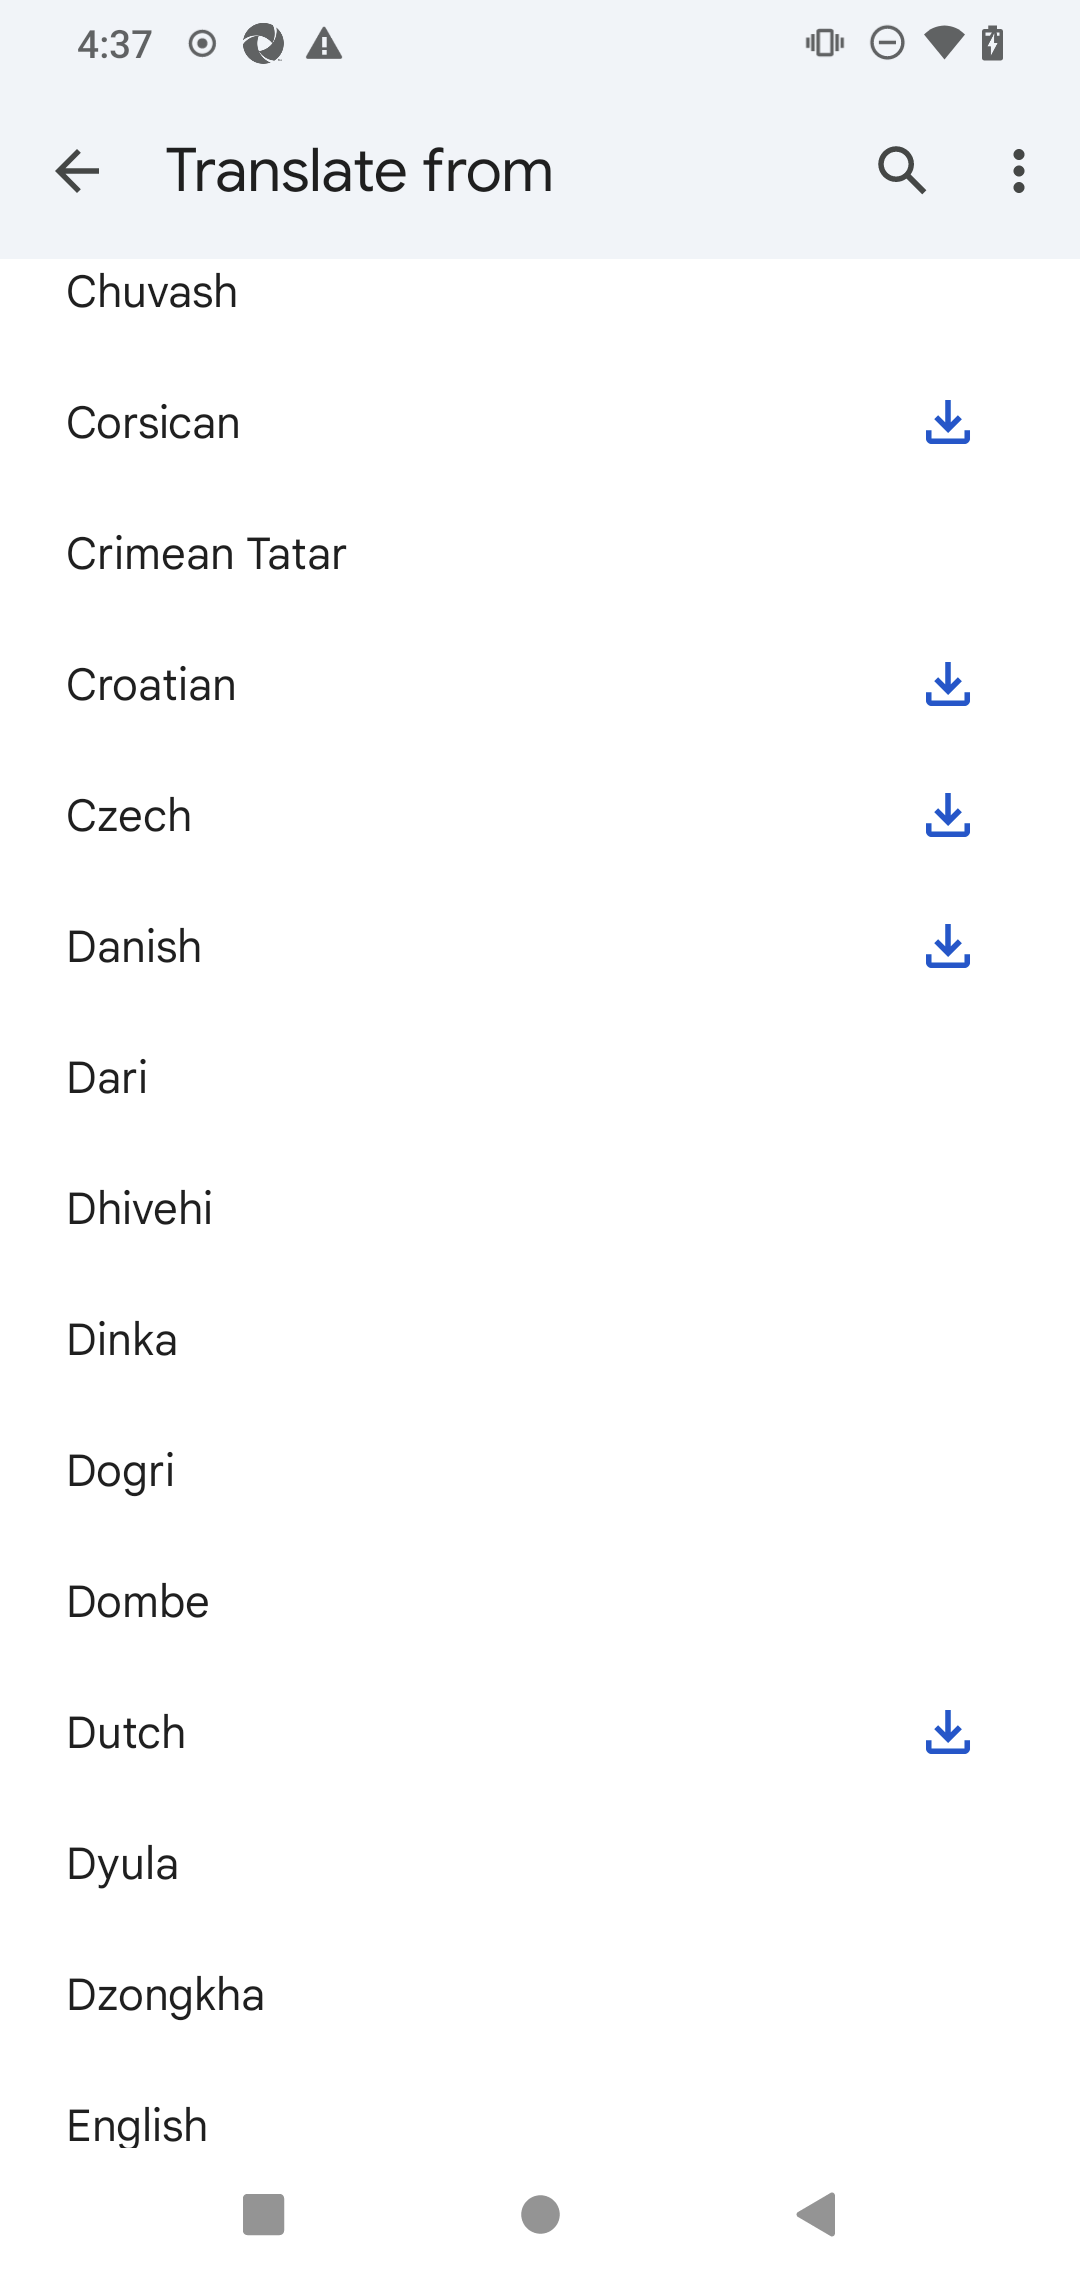 4:37
Translate from
Chuvash
Corsican
Crimean Tatar
Croatian
Czech
Danish
Dari
Dhivehi
Dinka
Dogri
Dombe
Dutch
Dyula
Dzongkha
English